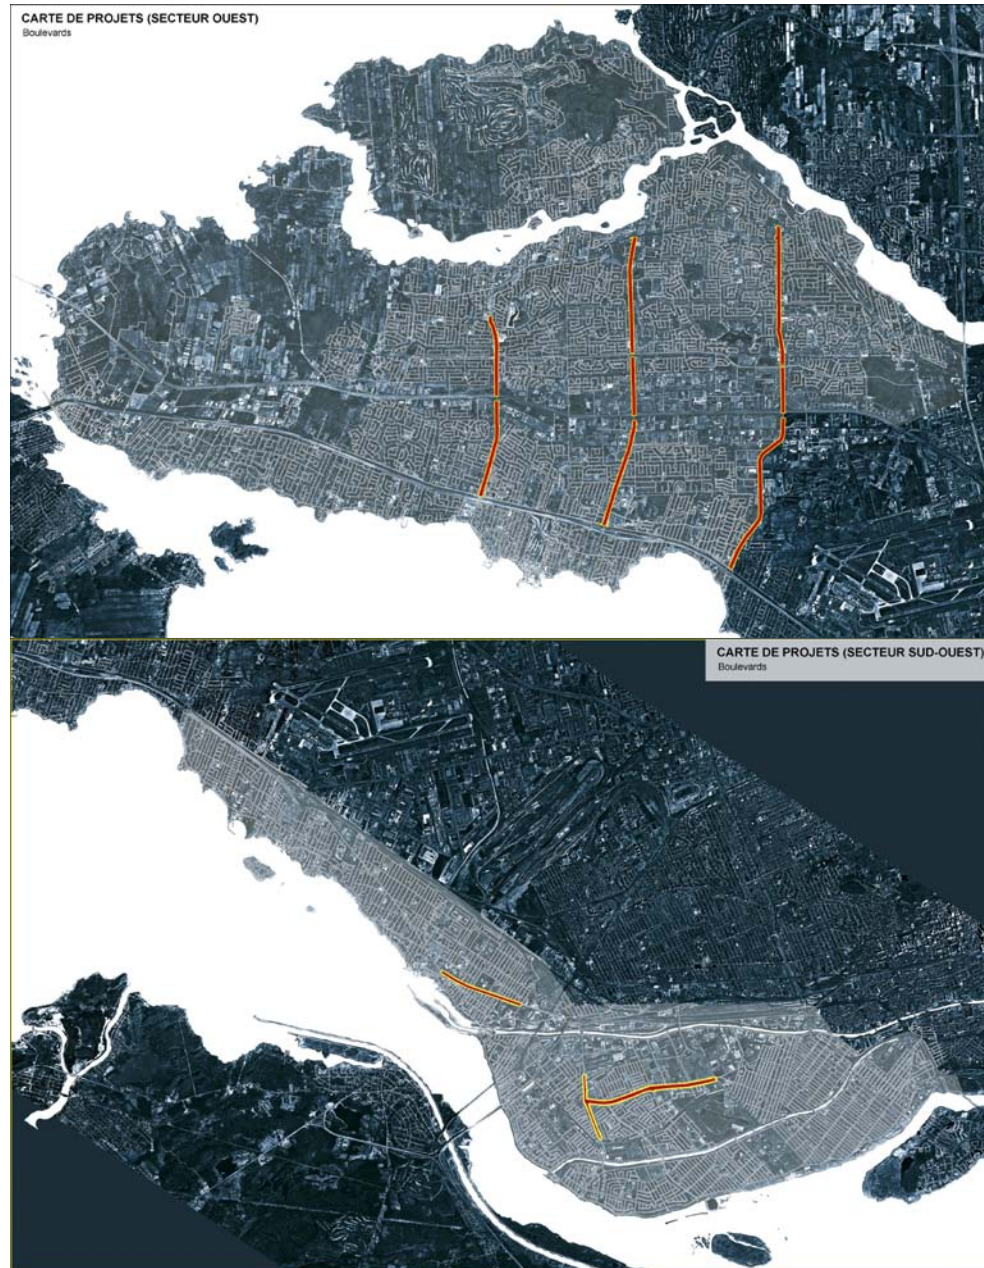 CARTE DE PROJETS (SECTEUR OUEST)
Boulevards
CARTE DE PROJETS (SECTEUR SUD-OUEST)
Boulevards